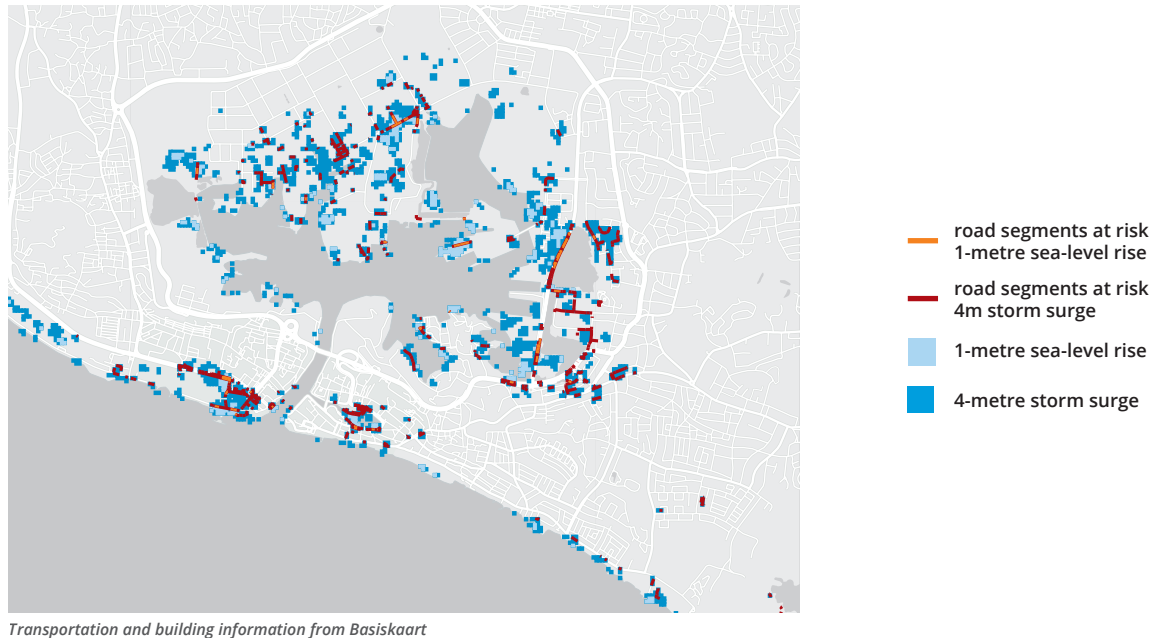 road segments at risk
1-metre sea-level rise
road segments at risk
4m storm surge
1-metre sea-level rise
4-metre storm surge
Transportation and building information from Basiskaart